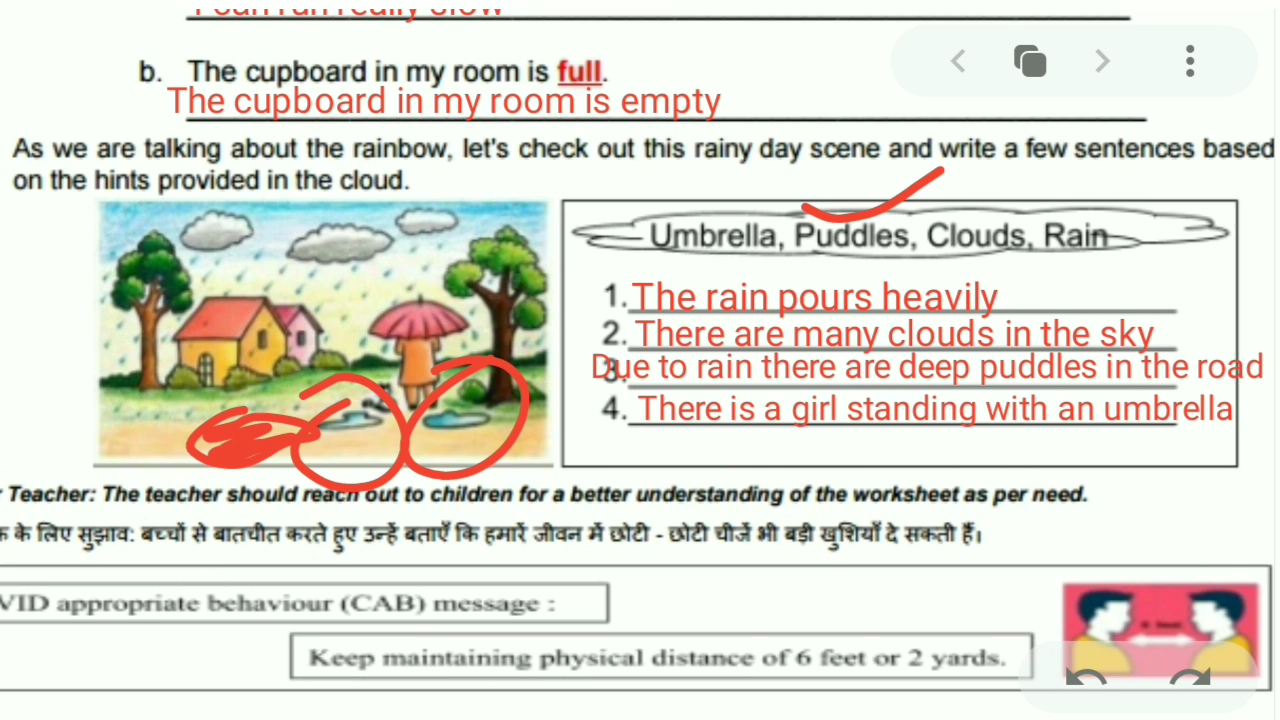 I can run really slow
b. The cupboard in my room is full.
The cupboard in my room is empty
As we are talking about the rainbow, let's check out this rainy day scene and write a few sentences based
on the hints provided in the cloud.
Umbrella, Puddles, Clouds, Rain
1. The rain pours heavily
2. There are many clouds in the sky
3. Due to rain there are deep puddles in the road
4. There is a girl standing with an umbrella
Teacher: The teacher should reach out to children for a better understanding of the worksheet as per need.
के लिए सुझाव: बच्चों से बातचीत करते हुए उन्हें बताएँ कि हमारें जीवन में छोटी - छोटी चीजें भी बड़ी खुशियाँ दे सकती हैं।
VID appropriate behaviour (CAB) message :
Keep maintaining physical distance of 6 feet or 2 yards.